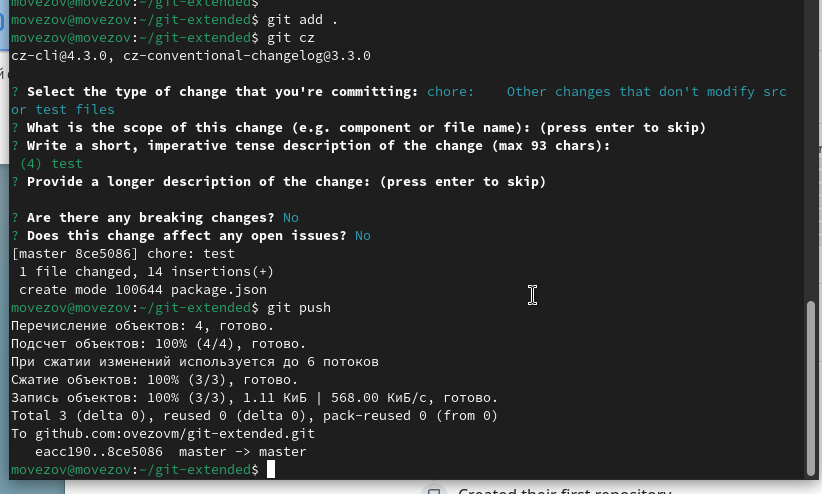 movezov@movezov:~/git-extended$
movezov@movezov:~/git-extended$ git add .
movezov@movezov:~/git-extended$ git cz
cz-cli@4.3.0, cz-conventional-changelog@3.3.0
? Select the type of change that you're committing: chore:    Other changes that don't modify src
or test files
? What is the scope of this change (e.g. component or file name): (press enter to skip)
? Write a short, imperative tense description of the change (max 93 chars):
 (4) test
? Provide a longer description of the change: (press enter to skip)
? Are there any breaking changes? No
? Does this change affect any open issues? No
[master 8ce5086] chore: test
 1 file changed, 14 insertions(+)
 create mode 100644 package.json
movezov@movezov:~/git-extended$ git push
Перечисление объектов: 4, готово.
Подсчет объектов: 100% (4/4), готово.
При сжатии изменений используется до 6 потоков
Сжатие объектов: 100% (3/3), готово.
Запись объектов: 100% (3/3), 1.11 КиБ | 568.00 КиБ/с, готово.
Total 3 (delta 0), reused 0 (delta 0), pack-reused 0 (from 0)
To github.com:ovezovm/git-extended.git
   eacc190..8ce5086  master -> master
movezov@movezov:~/git-extended$
Created their first repository